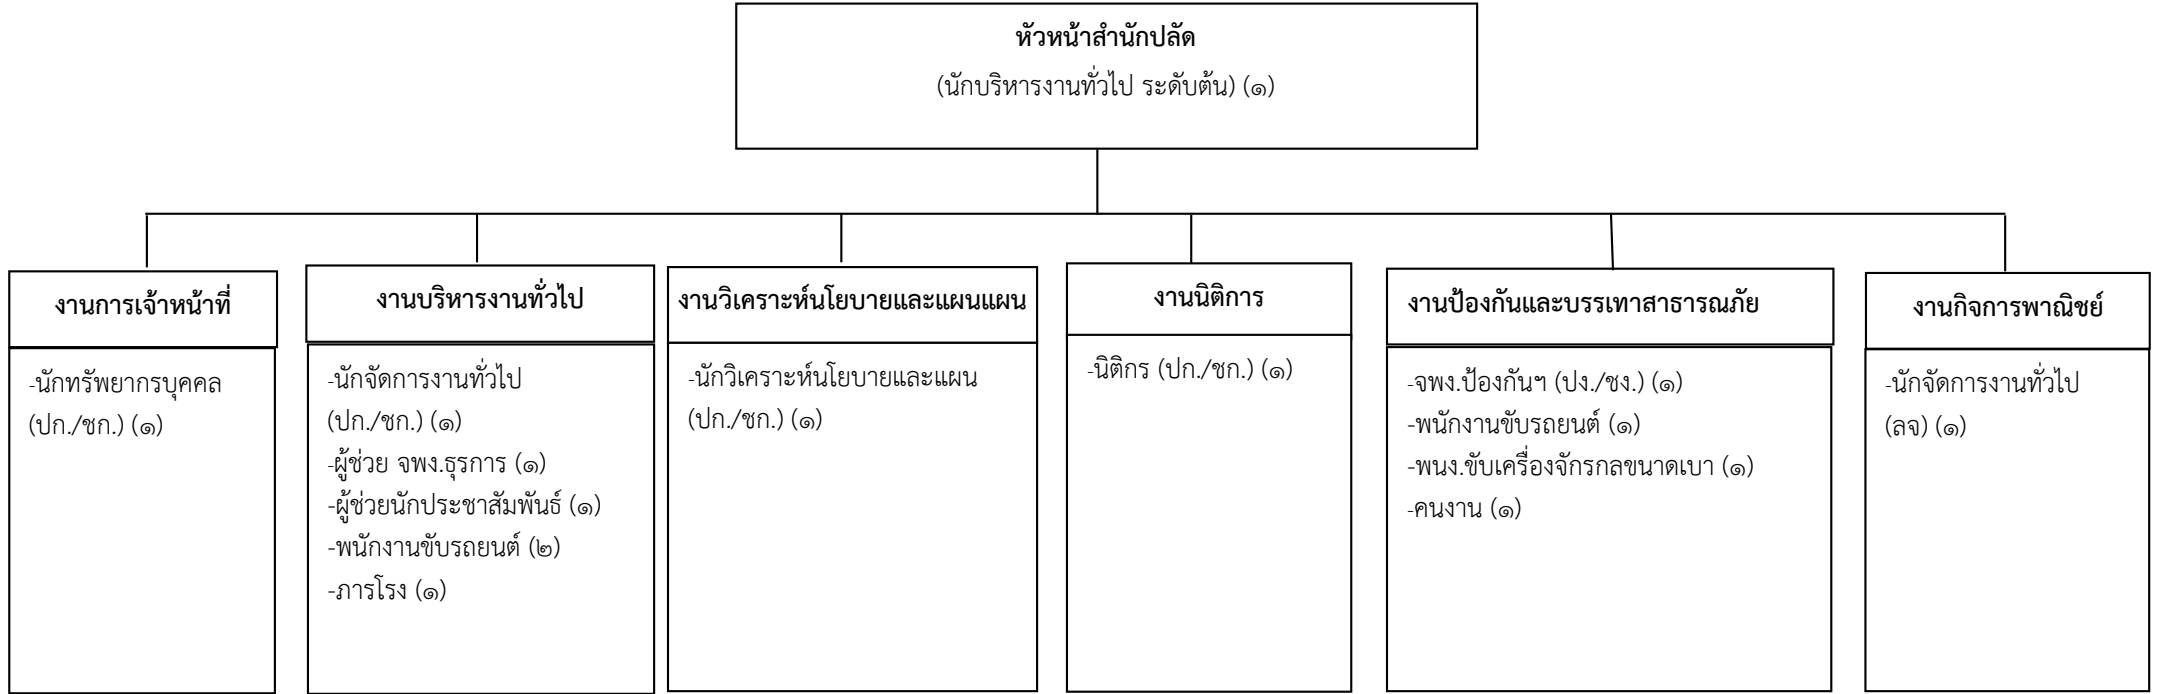 หัวหน้าสำนักปลัด
(นักบริหารงานทั่วไป ระดับต้น) (๑)
งานการเจ้าหน้าที่
-นักทรัพยากรบุคคล
(ปก./ชก.) (๑)
งานบริหารงานทั่วไป
-นักจัดการงานทั่วไป
(ปก./ชก.) (๑)
-ผู้ช่วย จพง.ธุรการ (๑)
-ผู้ช่วยนักประชาสัมพันธ์ (๑)
-พนักงานขับรถยนต์ (๒)
-ภารโรง (๑)
งานวิเคราะห์นโยบายและแผนแผน
-นักวิเคราะห์นโยบายและแผน
(ปก./ชก.) (๑)
งานนิติการ
-นิติกร (ปก./ชก.) (๑)
งานป้องกันและบรรเทาสาธารณภัย
-จพง.ป้องกันฯ (ปง./ชง.) (๑)
-พนักงานขับรถยนต์ (๑)
-พนง.ขับเครื่องจักรกลขนาดเบา (๑)
-คนงาน (๑)
งานกิจการพาณิชย์
-นักจัดการงานทั่วไป
(ลจ) (๑)